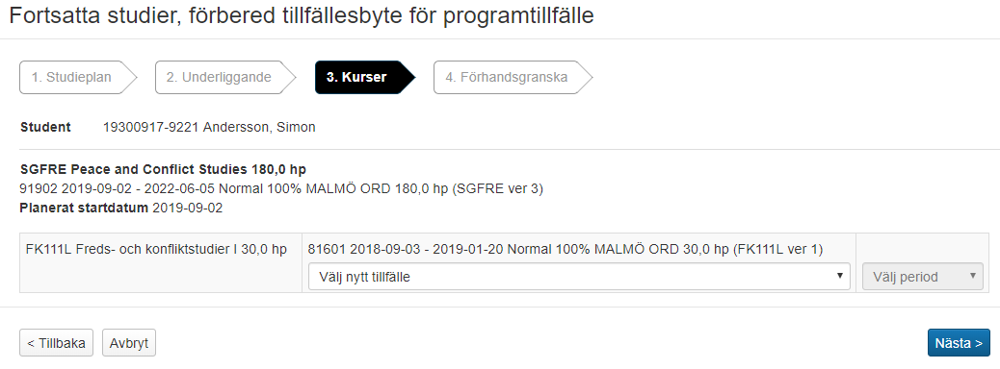 Fortsatta studier, förbered tillfällesbyte för programtillfälle
1. Studieplan
2. Underliggande
3. Kurser
4. Förhandsgranska
Student 19300917-9221 Andersson, Simon
SGFRE Peace and Conflict Studies 180,0 hp
91902 2019-09-02 - 2022-06-05 Normal 100% MALMÖ ORD 180,0 hp (SGFRE ver 3)
Planerat startdatum 2019-09-02
FK111L Freds- och konfliktstudier I 30,0 hp
81601 2018-09-03 - 2019-01-20 Normal 100% MALMÖ ORD 30,0 hp (FK111L ver 1)
Välj nytt tillfälle
Välj period
< Tillbaka
Avbryt
Nästa >